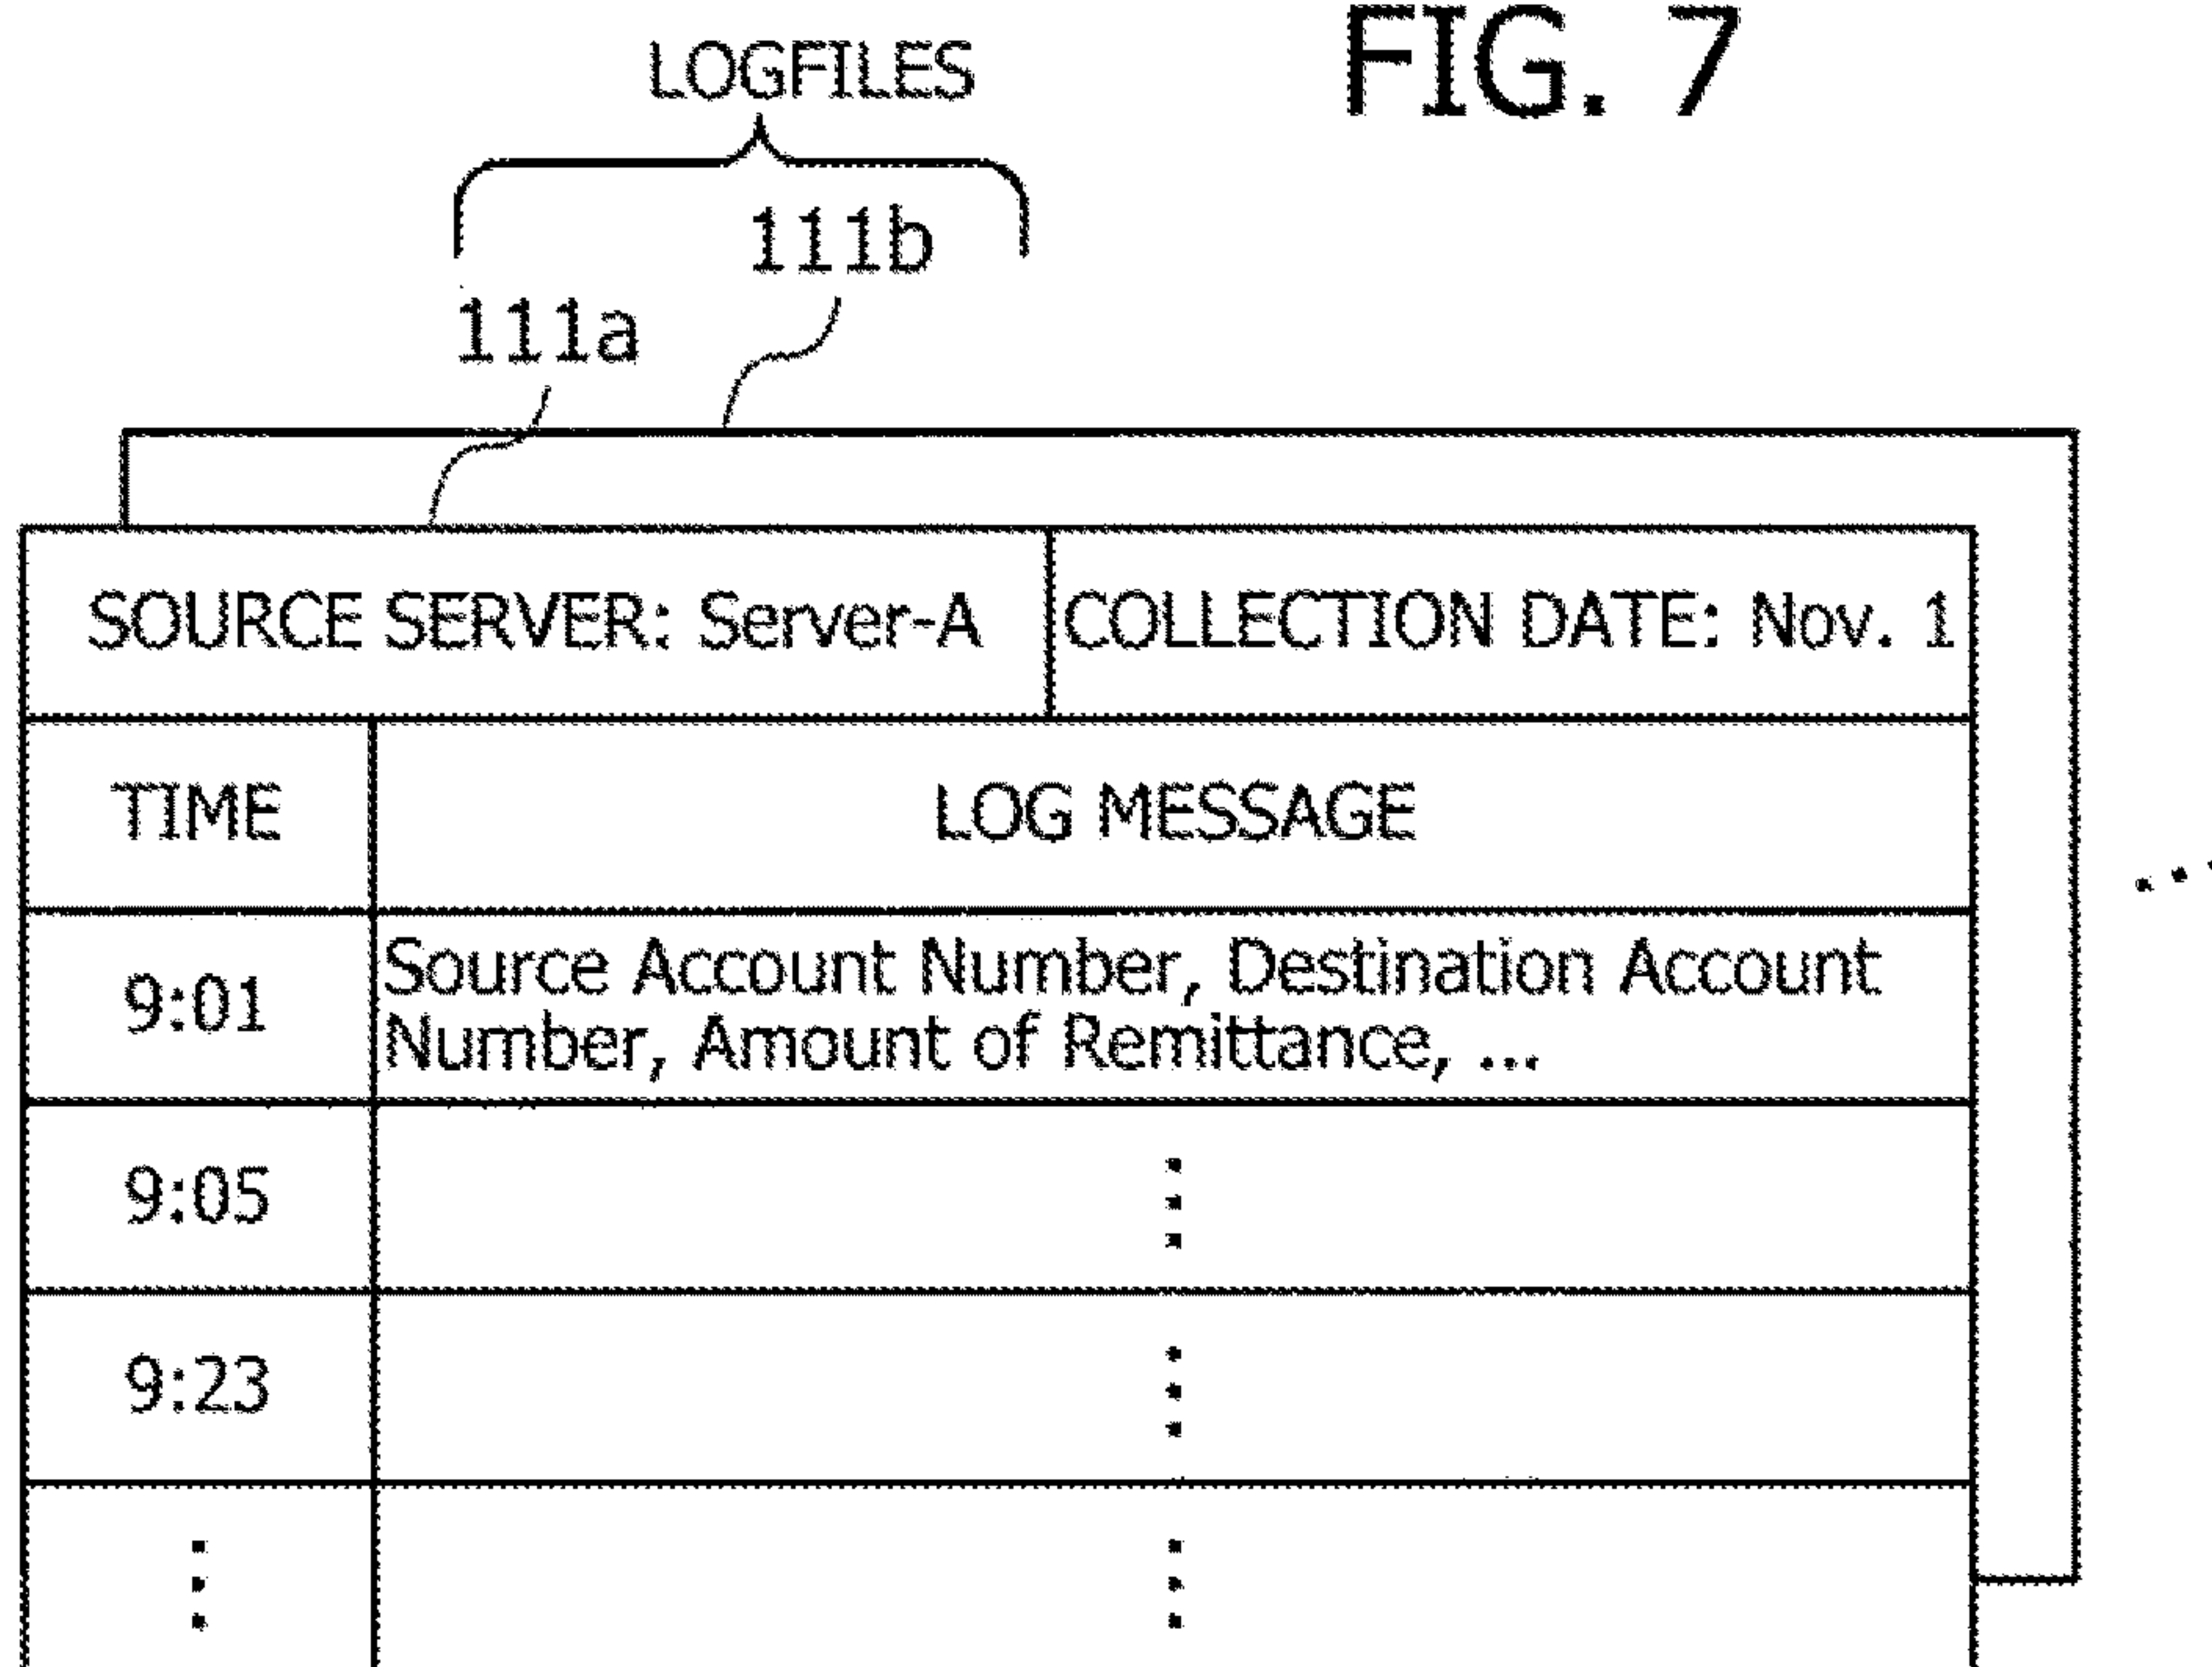 FIG. 7
LOGFILES
111b
111a
SOURCE SERVER: Server-A
COLLECTION DATE: Nov. 1
TIME
LOG MESSAGE
9:01
Source Account Number, Destination Account
Number, Amount of Remittance, ...
9:05
9:23